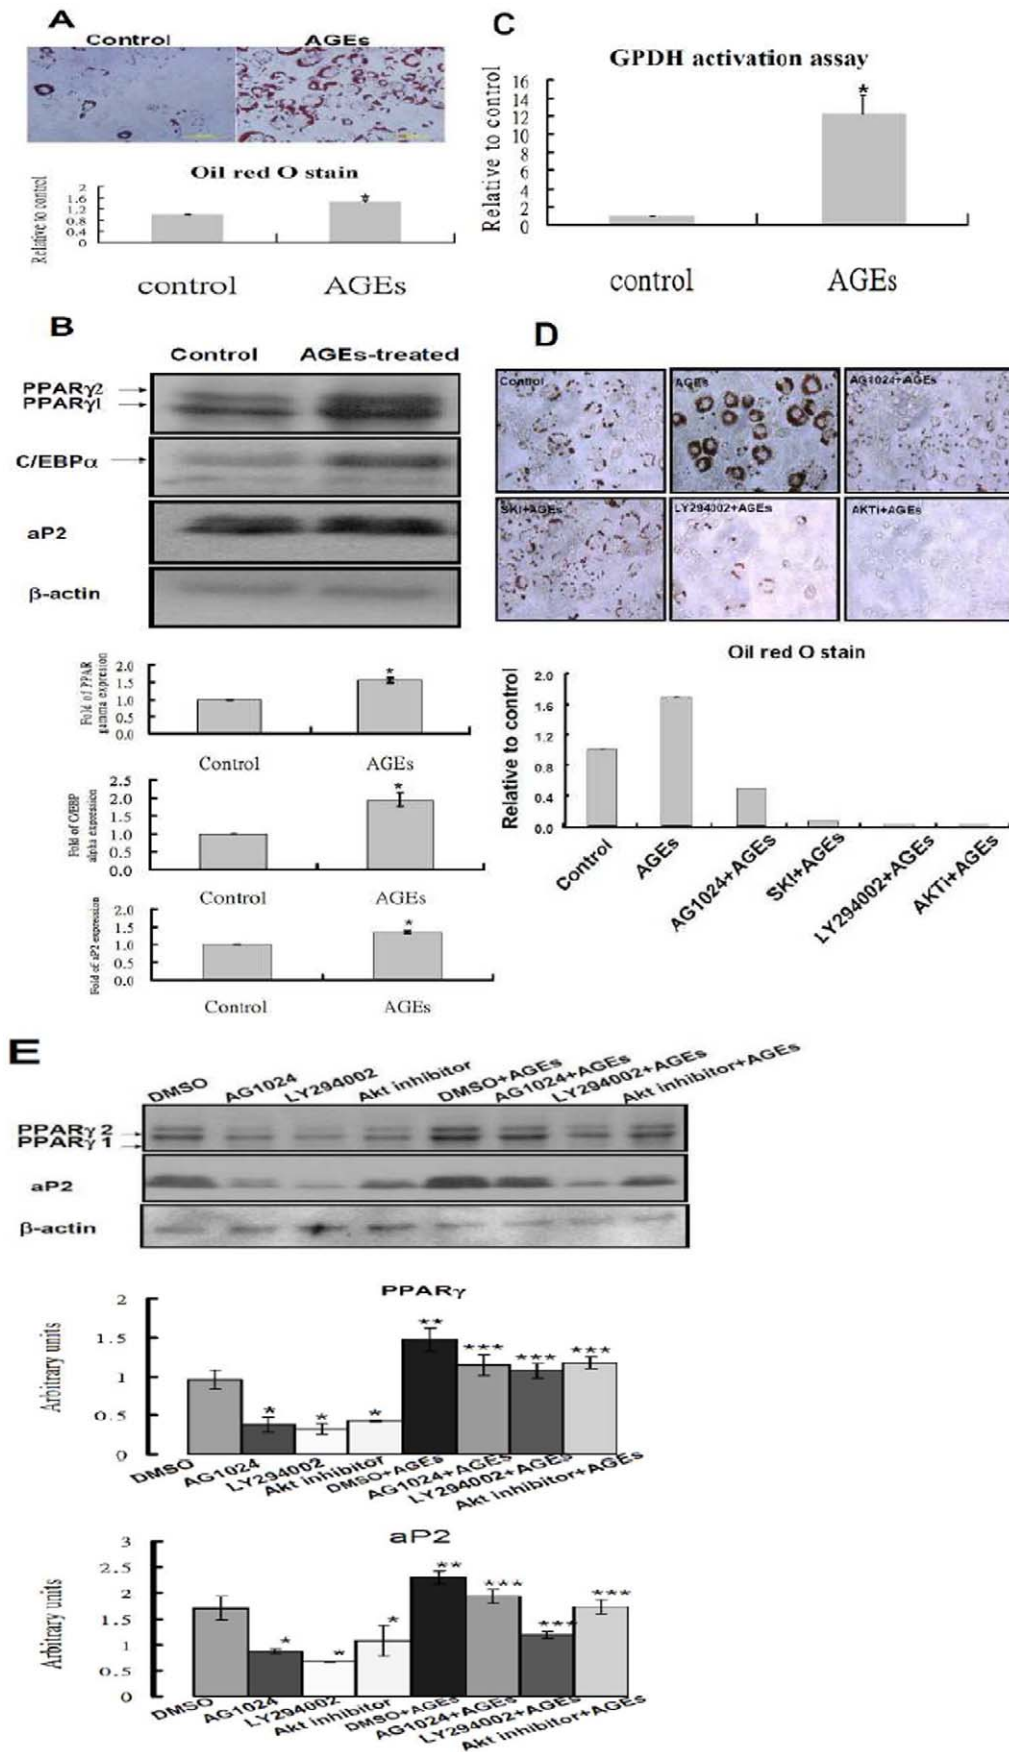 A
Control AGEs
Oil red O stain
Relative to control
2
1.6
1.2
0.8
0.4
0
control AGEs
C
GPDH activation assay
Relative to control
16
14
12
10
8
6
4
2
0
*
control AGEs
B
Control AGEs-treated
PPARγ2
PPARγ1
C/EBPα
aP2
β-actin
Fold of PPAR
gamma expresion
2.0
1.5
1.0
0.5
0.0
*
Control AGEs
Fold of C/EBP
alpha expression
2.5
2.0
1.5
1.0
0.5
0.0
*
Control AGEs
Fold of aP2 expression
2.0
1.5
1.0
0.5
0.0
*
Control AGEs
D
Control AGEs AG1024+AGEs
SKI+AGEs LY294002+AGEs AKTi+AGEs
Oil red O stain
Relative to control
2.0
1.6
1.2
0.8
0.4
0.0
Control AGEs AG1024+AGEs SKI+AGEs LY294002+AGEs AKTi+AGEs
E
DMSO AG1024 LY294002 Akt inhibitor DMSO+AGEs AG1024+AGEs LY294002+AGEs Akt inhibitor+AGEs
PPARγ 2
PPARγ 1
aP2
β-actin
PPARγ
Arbitrary units
2
1.5
1
0.5
0
* * * ** *** *** ***
DMSO AG1024 LY294002 Akt inhibitor DMSO+AGEs AG1024+AGEs LY294002+AGEs Akt inhibitor+AGEs
aP2
Arbitrary units
3
2.5
2
1.5
1
0.5
0
* * * ** *** *** ***
DMSO AG1024 LY294002 Akt inhibitor DMSO+AGEs AG1024+AGEs LY294002+AGEs Akt inhibitor+AGEs